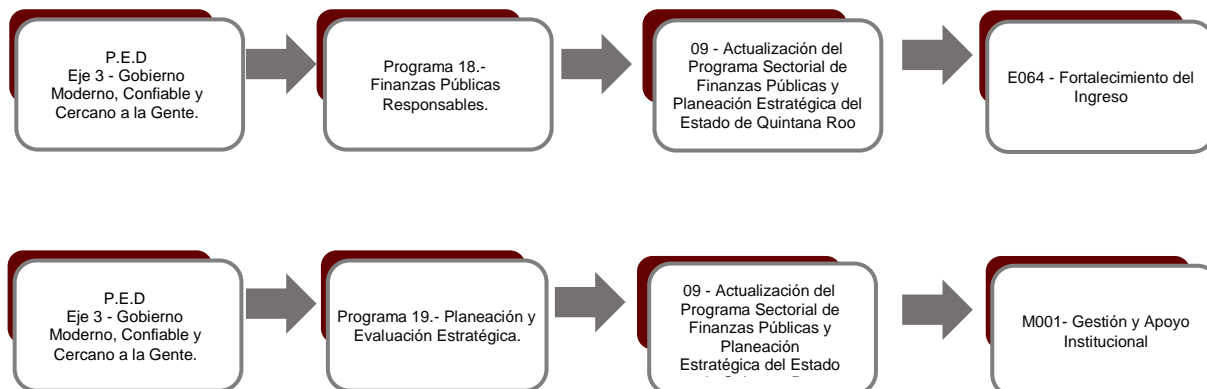 P.E.D
Eje 3 - Gobierno
Moderno, Confiable y
Cercano a la Gente.
Programa 18.-
Finanzas Públicas
Responsables.
09 - Actualización del
Programa Sectorial de
Finanzas Públicas y
Planeación Estratégica del
Estado de Quintana Roo
E064 - Fortalecimiento del
Ingreso
P.E.D
Eje 3 - Gobierno
Moderno, Confiable y
Cercano a la Gente.
Programa 19.- Planeación y
Evaluación Estratégica.
09 - Actualización del
Programa Sectorial de
Finanzas Públicas y
Planeación
Estratégica del Estado
M001- Gestión y Apoyo
Institucional